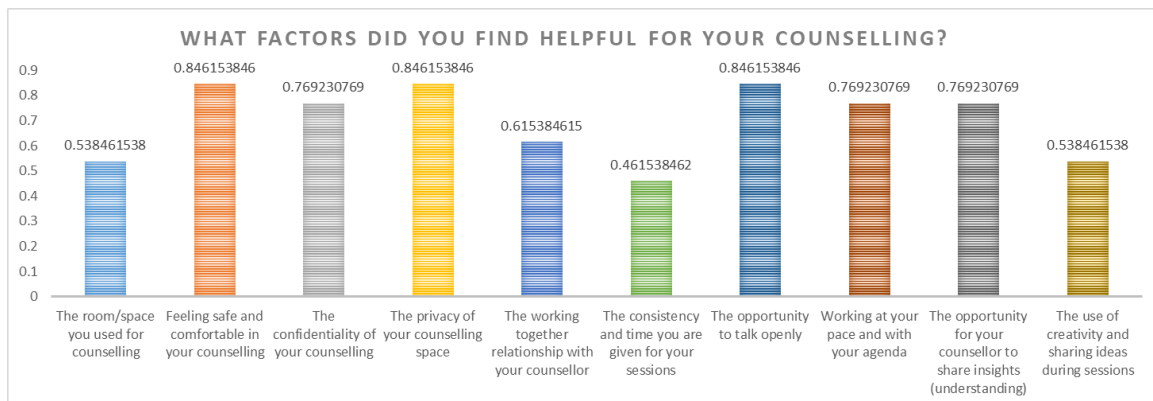 WHAT FACTORS DID YOU FIND HELPFUL FOR YOUR COUNSELLING?
0.9
0.8
0.7
0.6
0.5
0.4
0.3
0.2
0.1
0
0.538461538
0.846153846
0.769230769
0.846153846
0.615384615
0.461538462
0.846153846
0.769230769
0.769230769
0.538461538
The room/space
you used for
counselling
Feeling safe and
comfortable in
your counselling
The
confidentiality of
your counselling
The privacy of
your counselling
space
The working
together
relationship with
your counsellor
The consistency
and time you are
given for your
sessions
The opportunity
to talk openly
Working at your
pace and with
your agenda
The opportunity
for your
counsellor to
share insights
(understanding)
The use of
creativity and
sharing ideas
during sessions